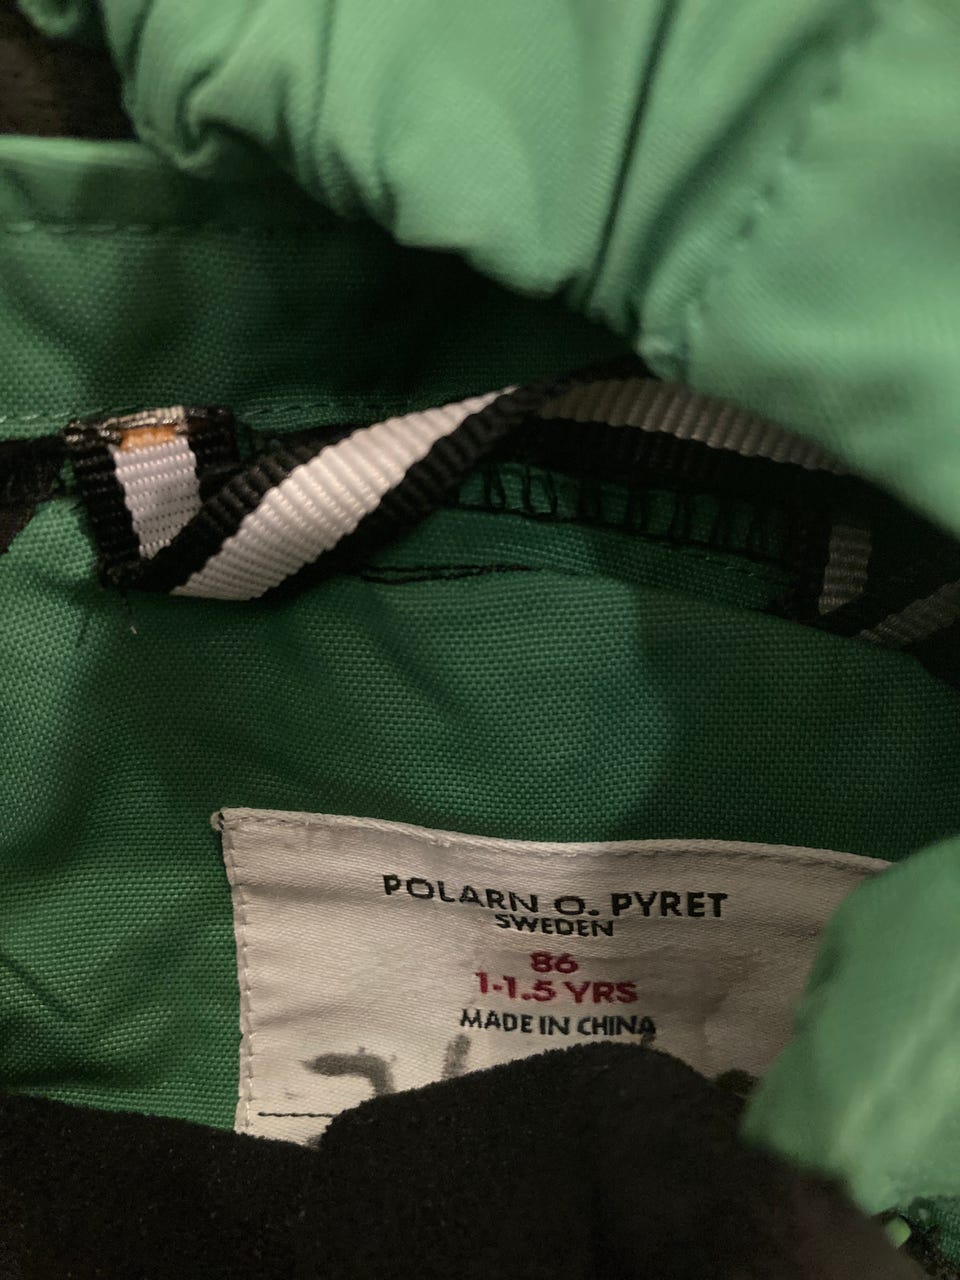 POLARN O. PYRET
SWEDEN
86
1-1.5 YRS
MADE IN CHINA